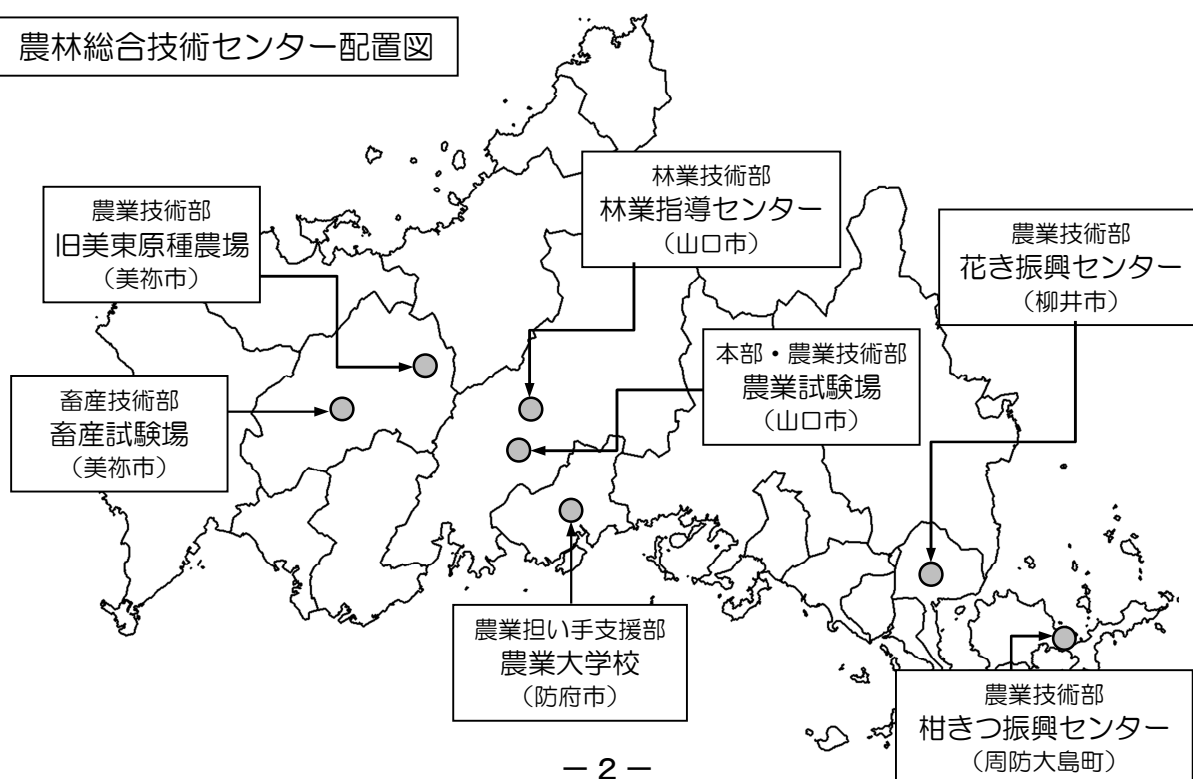 農林総合技術センター配置図
林業技術部
林業指導センター
（山口市）
農業技術部
旧美東原種農場
（美祢市）
農業技術部
花き振興センター
（柳井市）
本部・農業技術部
農業試験場
（山口市）
畜産技術部
畜産試験場
（美祢市）
農業担い手支援部
農業大学校
（防府市）
農業技術部
柑きつ振興センター
（周防大島町）
－２－